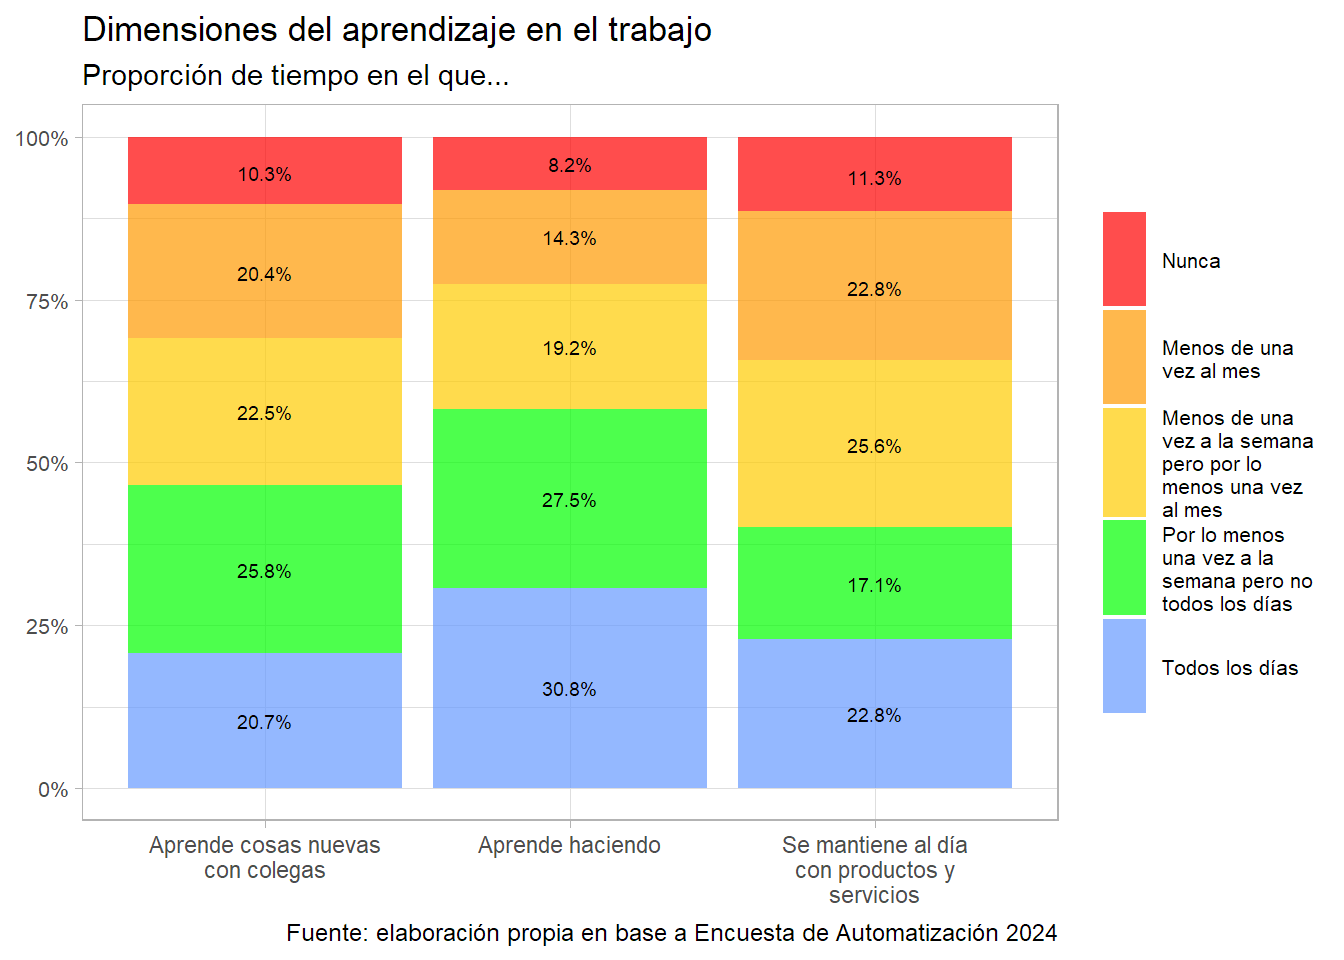 Dimensiones del aprendizaje en el trabajo
Proporción de tiempo en el que...
100%
75%
50%
25%
0%
10.3%
20.4%
22.5%
25.8%
20.7%
8.2%
14.3%
19.2%
27.5%
30.8%
11.3%
22.8%
25.6%
17.1%
22.8%
Aprende cosas nuevas
con colegas
Aprende haciendo
Se mantiene al día
con productos y
servicios
Nunca
Menos de una
vez al mes
Menos de una
vez a la semana
pero por lo
menos una vez
al mes
Por lo menos
una vez a la
semana pero no
todos los días
Todos los días
Fuente: elaboración propia en base a Encuesta de Automatización 2024